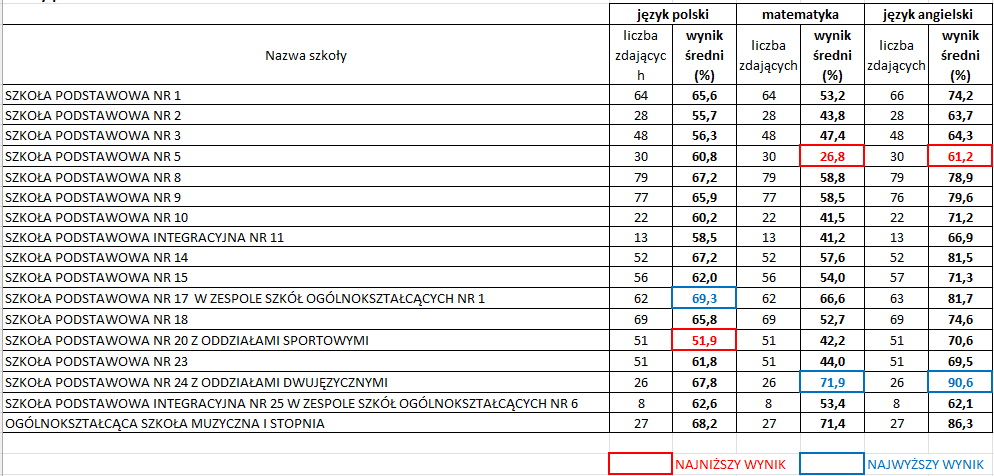 język polski matematyka język angielski
Nazwa szkoły liczba zdających wynik średni (%) liczba zdających wynik średni (%) liczba zdających wynik średni (%)
SZKOŁA PODSTAWOWA NR 1 64 65,6 64 53,2 66 74,2
SZKOŁA PODSTAWOWA NR 2 28 55,7 28 43,8 28 63,7
SZKOŁA PODSTAWOWA NR 3 48 56,3 48 47,4 48 64,3
SZKOŁA PODSTAWOWA NR 5 30 60,8 30 26,8 30 61,2
SZKOŁA PODSTAWOWA NR 8 79 67,2 79 58,8 79 78,9
SZKOŁA PODSTAWOWA NR 9 77 65,9 77 58,5 76 79,6
SZKOŁA PODSTAWOWA NR 10 22 60,2 22 41,5 22 71,2
SZKOŁA PODSTAWOWA INTEGRACYJNA NR 11 13 58,5 13 41,2 13 66,9
SZKOŁA PODSTAWOWA NR 14 52 67,2 52 57,6 52 81,5
SZKOŁA PODSTAWOWA NR 15 56 62,0 56 54,0 57 71,3
SZKOŁA PODSTAWOWA NR 17 W ZESPOLE SZKÓŁ OGÓLNOKSZTAŁCĄCYCH NR 1 62 69,3 62 66,6 63 81,7
SZKOŁA PODSTAWOWA NR 18 69 65,8 69 52,7 69 74,6
SZKOŁA PODSTAWOWA NR 20 Z ODDZIAŁAMI SPORTOWYMI 51 51,9 51 42,2 51 70,6
SZKOŁA PODSTAWOWA NR 23 51 61,8 51 44,0 51 69,5
SZKOŁA PODSTAWOWA NR 24 Z ODDZIAŁAMI DWUJĘZYCZNYMI 26 67,8 26 71,9 26 90,6
SZKOŁA PODSTAWOWA INTEGRACYJNA NR 25 W ZESPOLE SZKÓŁ OGÓLNOKSZTAŁCĄCYCH NR 6 8 62,6 8 53,4 8 62,1
OGÓLNOKSZTAŁCĄCA SZKOŁA MUZYCZNA I STOPNIA 27 68,2 27 71,4 27 86,3
NAJNIŻSZY WYNIK NAJWYŻSZY WYNIK